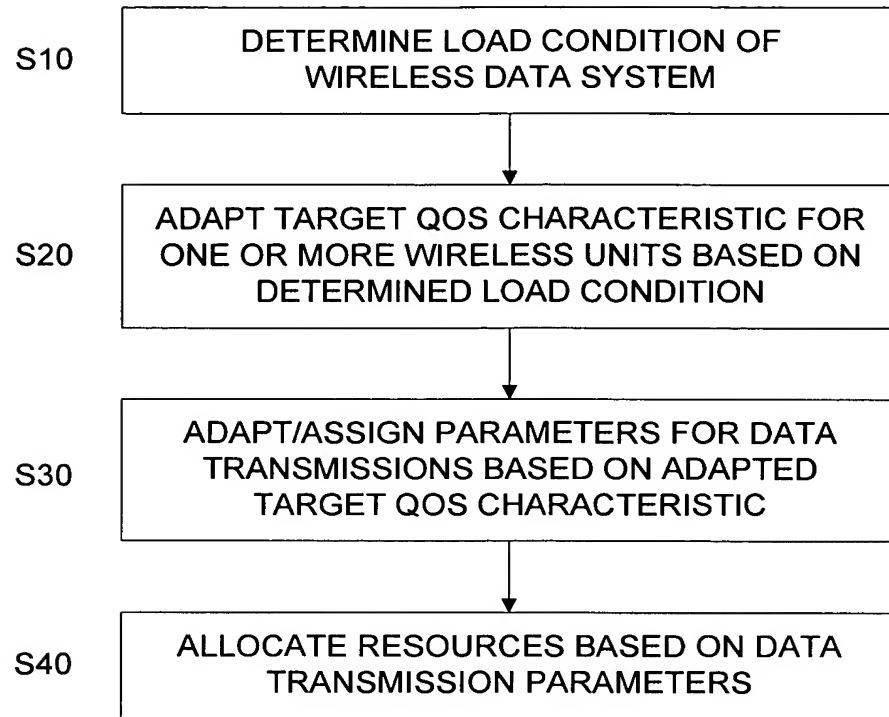 S10
DETERMINE LOAD CONDITION OF
WIRELESS DATA SYSTEM
S20
ADAPT TARGET QOS CHARACTERISTIC FOR
ONE OR MORE WIRELESS UNITS BASED ON
DETERMINED LOAD CONDITION
S30
ADAPT/ASSIGN PARAMETERS FOR DATA
TRANSMISSIONS BASED ON ADAPTED
TARGET QOS CHARACTERISTIC
S40
ALLOCATE RESOURCES BASED ON DATA
TRANSMISSION PARAMETERS